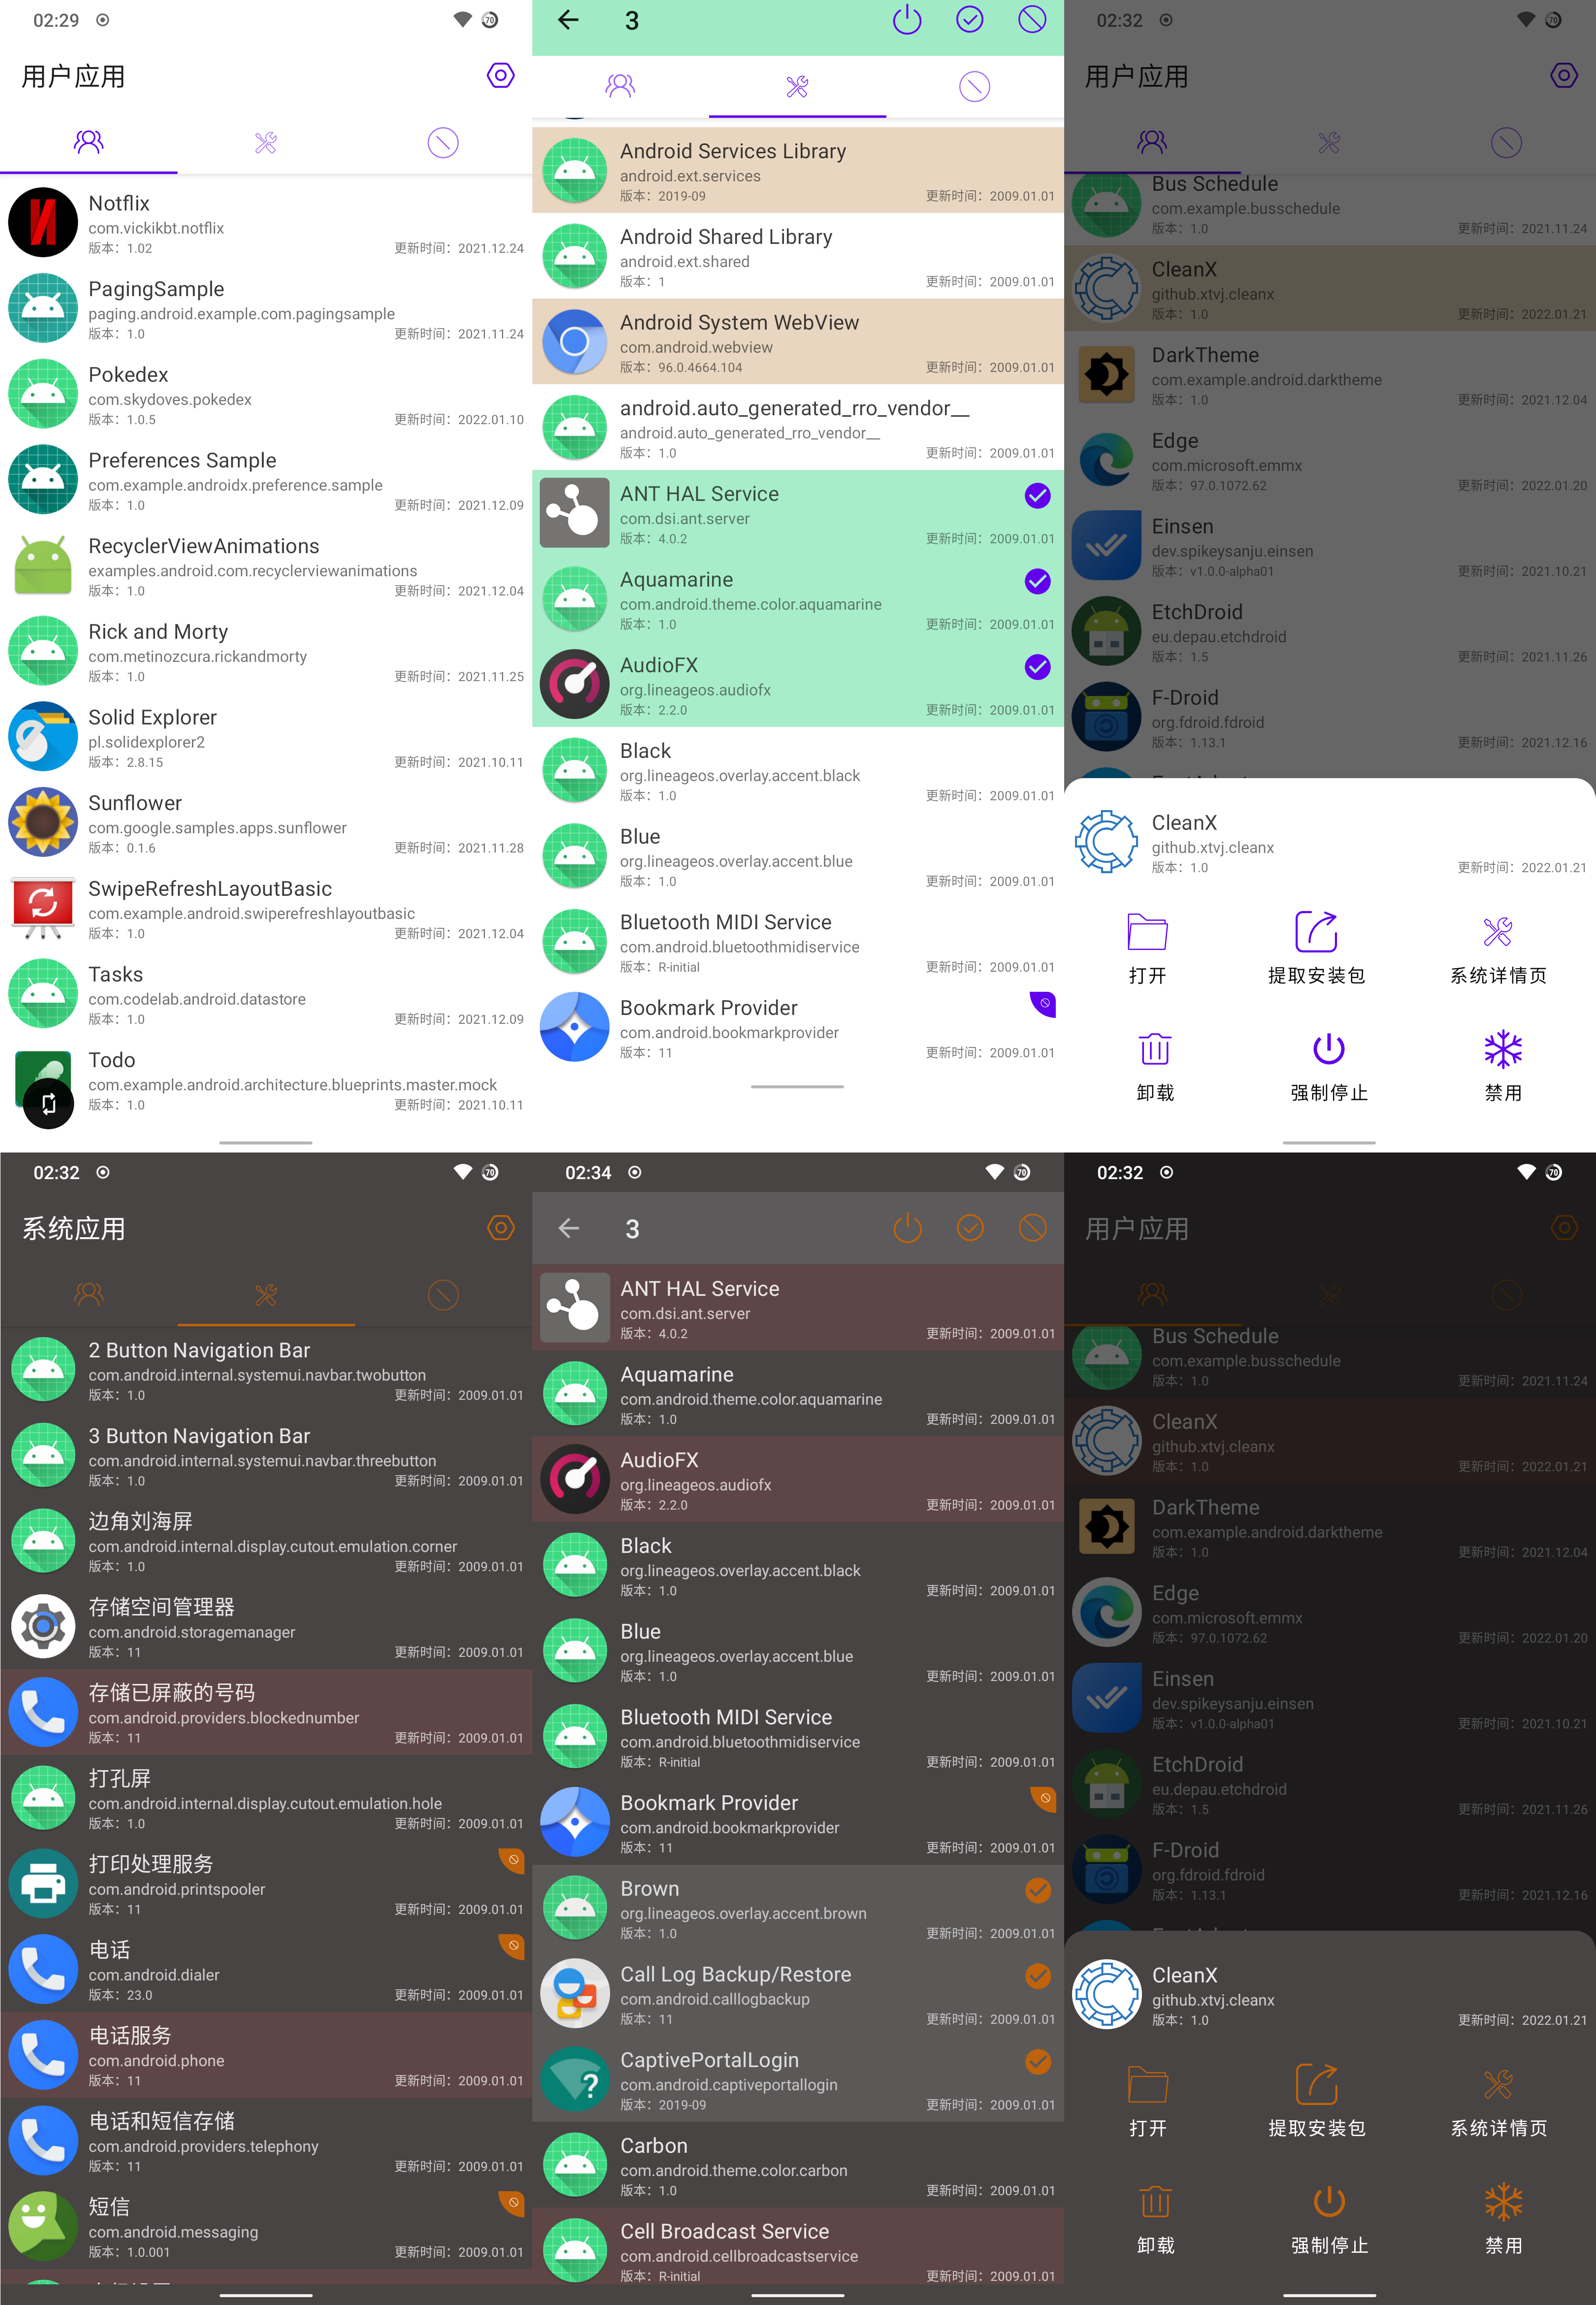 02:29
70
用户应用
Notflix
com.vickikbt.notflix
版本：1.02 更新时间：2021.12.24
PagingSample
paging.android.example.com.pagingsample
版本：1.0 更新时间：2021.11.24
Pokedex
com.skydoves.pokedex
版本：1.0.5 更新时间：2022.01.10
Preferences Sample
com.example.androidx.preference.sample
版本：1.0 更新时间：2021.12.09
RecyclerViewAnimations
examples.android.com.recyclerviewanimations
版本：1.0 更新时间：2021.12.04
Rick and Morty
com.metinozcura.rickandmorty
版本：1.0 更新时间：2021.11.25
Solid Explorer
pl.solidexplorer2
版本：2.8.15 更新时间：2021.10.11
Sunflower
com.google.samples.apps.sunflower
版本：0.1.6 更新时间：2021.11.28
SwipeRefreshLayoutBasic
com.example.android.swiperefreshlayoutbasic
版本：1.0 更新时间：2021.12.04
Tasks
com.codelab.android.datastore
版本：1.0 更新时间：2021.12.09
Todo
com.example.android.architecture.blueprints.master.mock
版本：1.0 更新时间：2021.10.11
3
Android Services Library
android.ext.services
版本：2019-09 更新时间：2009.01.01
Android Shared Library
android.ext.shared
版本：1 更新时间：2009.01.01
Android System WebView
com.android.webview
版本：96.0.4664.104 更新时间：2009.01.01
android.auto_generated_rro_vendor__
android.auto_generated_rro_vendor__
版本：1.0 更新时间：2009.01.01
ANT HAL Service
com.dsi.ant.server
版本：4.0.2 更新时间：2009.01.01
Aquamarine
com.android.theme.color.aquamarine
版本：1.0 更新时间：2009.01.01
AudioFX
org.lineageos.audiofx
版本：2.2.0 更新时间：2009.01.01
Black
org.lineageos.overlay.accent.black
版本：1.0 更新时间：2009.01.01
Blue
org.lineageos.overlay.accent.blue
版本：1.0 更新时间：2009.01.01
Bluetooth MIDI Service
com.android.bluetoothmidiservice
版本：R-initial 更新时间：2009.01.01
Bookmark Provider
com.android.bookmarkprovider
版本：11 更新时间：2009.01.01
02:32
70
用户应用
Bus Schedule
com.example.busschedule
版本：1.0 更新时间：2021.11.24
CleanX
github.xtvj.cleanx
版本：1.0 更新时间：2022.01.21
DarkTheme
com.example.android.darktheme
版本：1.0 更新时间：2021.12.04
Edge
com.microsoft.emmx
版本：97.0.1072.62 更新时间：2022.01.20
Einsen
dev.spikeysanju.einsen
版本：v1.0.0-alpha01 更新时间：2021.10.21
EtchDroid
eu.depau.etchdroid
版本：1.5 更新时间：2021.11.26
F-Droid
org.fdroid.fdroid
版本：1.13.1 更新时间：2021.12.16
CleanX
github.xtvj.cleanx
版本：1.0 更新时间：2022.01.21
打开 提取安装包 系统详情页
卸载 强制停止 禁用
02:32
70
系统应用
2 Button Navigation Bar
com.android.internal.systemui.navbar.twobutton
版本：1.0 更新时间：2009.01.01
3 Button Navigation Bar
com.android.internal.systemui.navbar.threebutton
版本：1.0 更新时间：2009.01.01
边角刘海屏
com.android.internal.display.cutout.emulation.corner
版本：1.0 更新时间：2009.01.01
存储空间管理器
com.android.storagemanager
版本：11 更新时间：2009.01.01
存储已屏蔽的号码
com.android.providers.blockednumber
版本：11 更新时间：2009.01.01
打孔屏
com.android.internal.display.cutout.emulation.hole
版本：1.0 更新时间：2009.01.01
打印处理服务
com.android.printspooler
版本：11 更新时间：2009.01.01
电话
com.android.dialer
版本：23.0 更新时间：2009.01.01
电话服务
com.android.phone
版本：11 更新时间：2009.01.01
电话和短信存储
com.android.providers.telephony
版本：11 更新时间：2009.01.01
短信
com.android.messaging
版本：1.0.001 更新时间：2009.01.01
02:34
70
3
ANT HAL Service
com.dsi.ant.server
版本：4.0.2 更新时间：2009.01.01
Aquamarine
com.android.theme.color.aquamarine
版本：1.0 更新时间：2009.01.01
AudioFX
org.lineageos.audiofx
版本：2.2.0 更新时间：2009.01.01
Black
org.lineageos.overlay.accent.black
版本：1.0 更新时间：2009.01.01
Blue
org.lineageos.overlay.accent.blue
版本：1.0 更新时间：2009.01.01
Bluetooth MIDI Service
com.android.bluetoothmidiservice
版本：R-initial 更新时间：2009.01.01
Bookmark Provider
com.android.bookmarkprovider
版本：11 更新时间：2009.01.01
Brown
org.lineageos.overlay.accent.brown
版本：1.0 更新时间：2009.01.01
Call Log Backup/Restore
com.android.calllogbackup
版本：11 更新时间：2009.01.01
CaptivePortalLogin
com.android.captiveportallogin
版本：2019-09 更新时间：2009.01.01
Carbon
com.android.theme.color.carbon
版本：1.0 更新时间：2009.01.01
Cell Broadcast Service
com.android.cellbroadcastservice
版本：R-initial 更新时间：2009.01.01
02:32
70
用户应用
Bus Schedule
com.example.busschedule
版本：1.0 更新时间：2021.11.24
CleanX
github.xtvj.cleanx
版本：1.0 更新时间：2022.01.21
DarkTheme
com.example.android.darktheme
版本：1.0 更新时间：2021.12.04
Edge
com.microsoft.emmx
版本：97.0.1072.62 更新时间：2022.01.20
Einsen
dev.spikeysanju.einsen
版本：v1.0.0-alpha01 更新时间：2021.10.21
EtchDroid
eu.depau.etchdroid
版本：1.5 更新时间：2021.11.26
F-Droid
org.fdroid.fdroid
版本：1.13.1 更新时间：2021.12.16
CleanX
github.xtvj.cleanx
版本：1.0 更新时间：2022.01.21
打开 提取安装包 系统详情页
卸载 强制停止 禁用